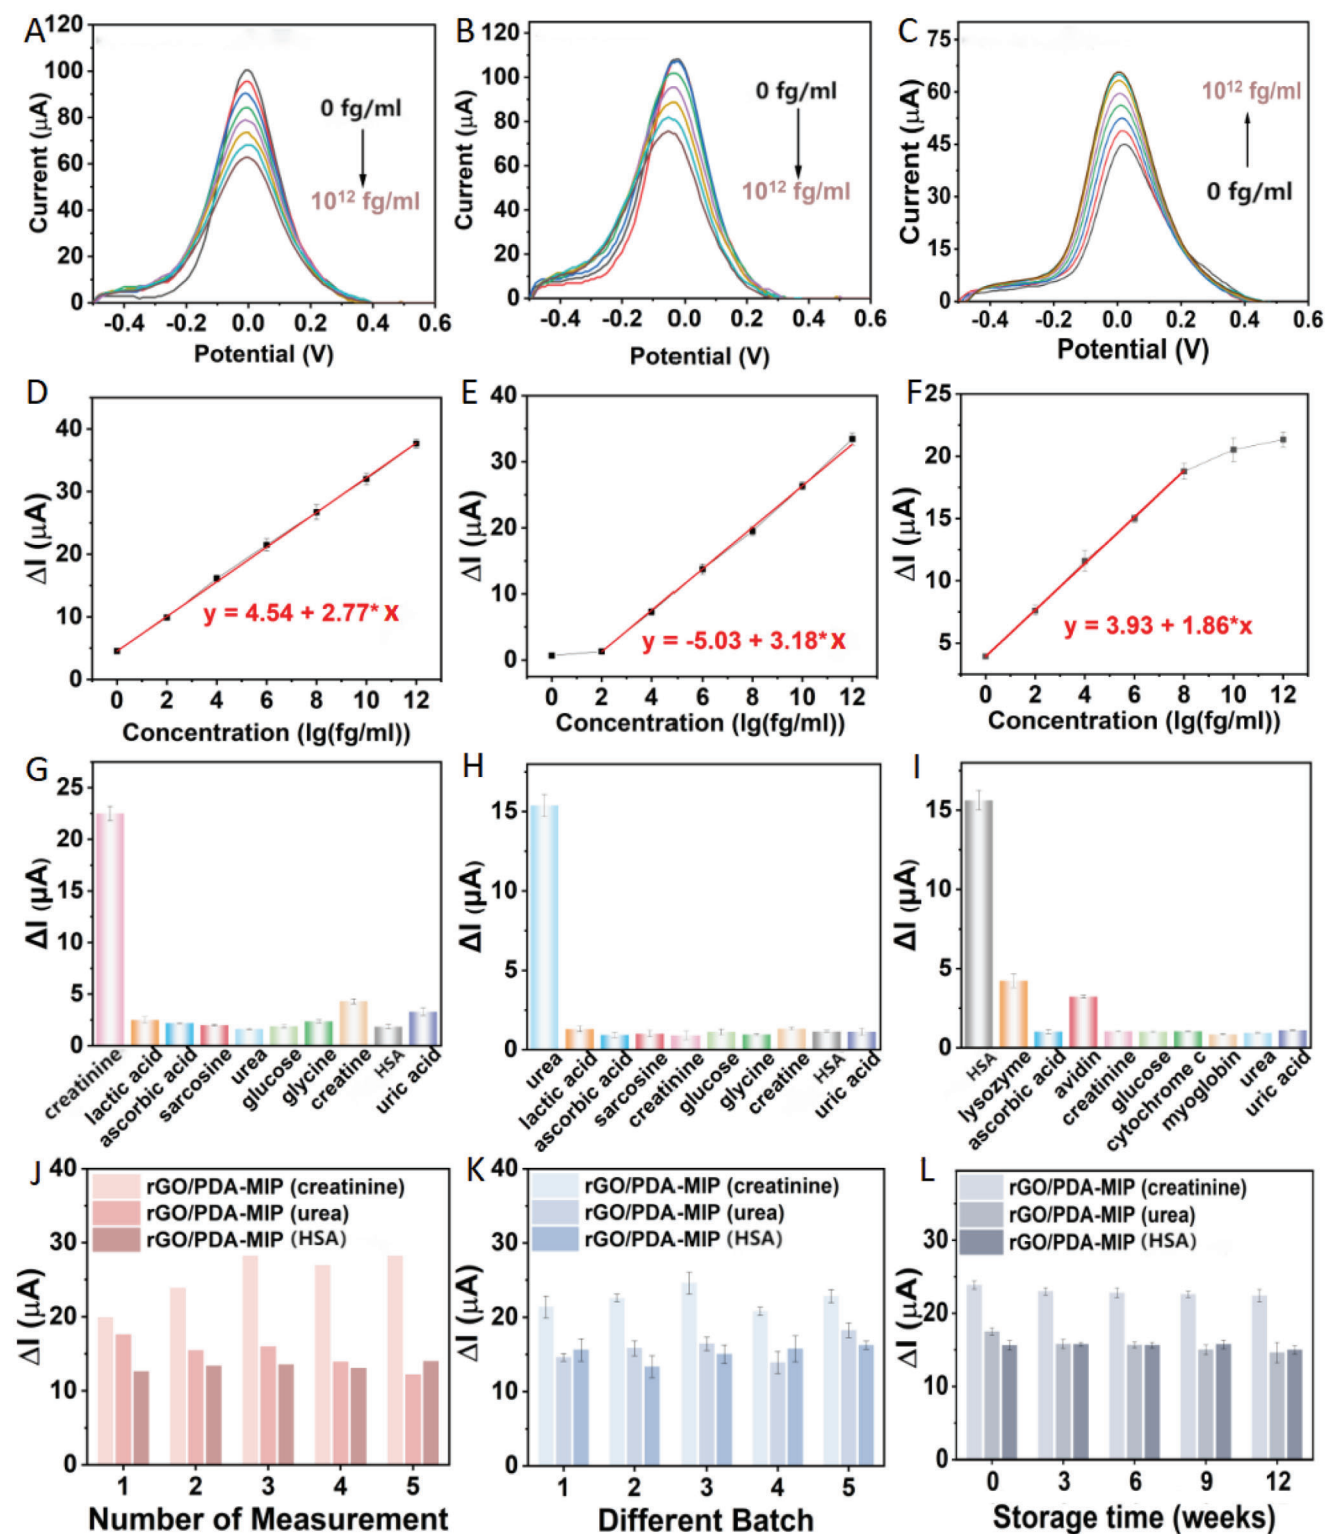 A
120
100
80
60
40
20
0
Current (μA)
0 fg/ml
10¹² fg/ml
-0.4 -0.2 0.0 0.2 0.4 0.6
Potential (V)
B
120
100
80
60
40
20
0
Current (μA)
0 fg/ml
10¹² fg/ml
-0.4 -0.2 0.0 0.2 0.4 0.6
Potential (V)
C
75
60
45
30
15
0
Current (μA)
10¹² fg/ml
0 fg/ml
-0.4 -0.2 0.0 0.2 0.4 0.6
Potential (V)
D
40
30
20
10
0
ΔI (μA)
y = 4.54 + 2.77* X
0 2 4 6 8 10 12
Concentration (lg(fg/ml))
E
40
30
20
10
0
ΔI (μA)
y = -5.03 + 3.18* X
0 2 4 6 8 10 12
Concentration (lg(fg/ml))
F
25
20
15
10
5
ΔI (μA)
y = 3.93 + 1.86*x
0 2 4 6 8 10 12
Concentration (lg(fg/ml))
G
25
20
15
10
5
0
ΔI (μA)
creatinine
lactic acid
ascorbic acid
sarcosine
urea
glucose
glycine
creatine
HSA
uric acid
H
15
10
5
0
ΔI (μA)
urea
lactic acid
ascorbic acid
sarcosine
creatinine
glucose
glycine
creatine
HSA
uric acid
I
15
10
5
0
ΔI (μA)
HSA
lysozyme
ascorbic acid
avidin
creatinine
glucose
cytochrome c
myoglobin
urea
uric acid
J
40
30
20
10
0
ΔI (μA)
rGO/PDA-MIP (creatinine)
rGO/PDA-MIP (urea)
rGO/PDA-MIP (HSA)
1 2 3 4 5
Number of Measurement
K
40
30
20
10
0
ΔI (μA)
rGO/PDA-MIP (creatinine)
rGO/PDA-MIP (urea)
rGO/PDA-MIP (HSA)
1 2 3 4 5
Different Batch
L
30
20
10
0
ΔI (μA)
rGO/PDA-MIP (creatinine)
rGO/PDA-MIP (urea)
rGO/PDA-MIP (HSA)
0 3 6 9 12
Storage time (weeks)